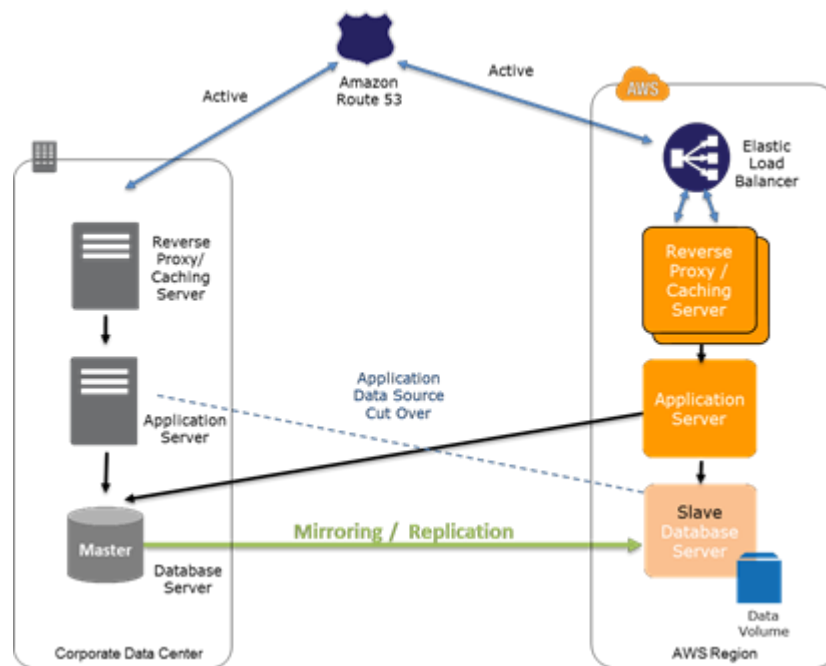 Amazon
Route 53
Active
Active
AWS
Elastic
Load
Balancer
Reverse
Proxy/
Caching
Server
Reverse
Proxy /
Caching
Server
Application
Data Source
Cut Over
Application
Server
Application
Server
Mirroring / Replication
Master
Database
Server
Slave
Database
Server
Data
Volume
Corporate Data Center
AWS Region